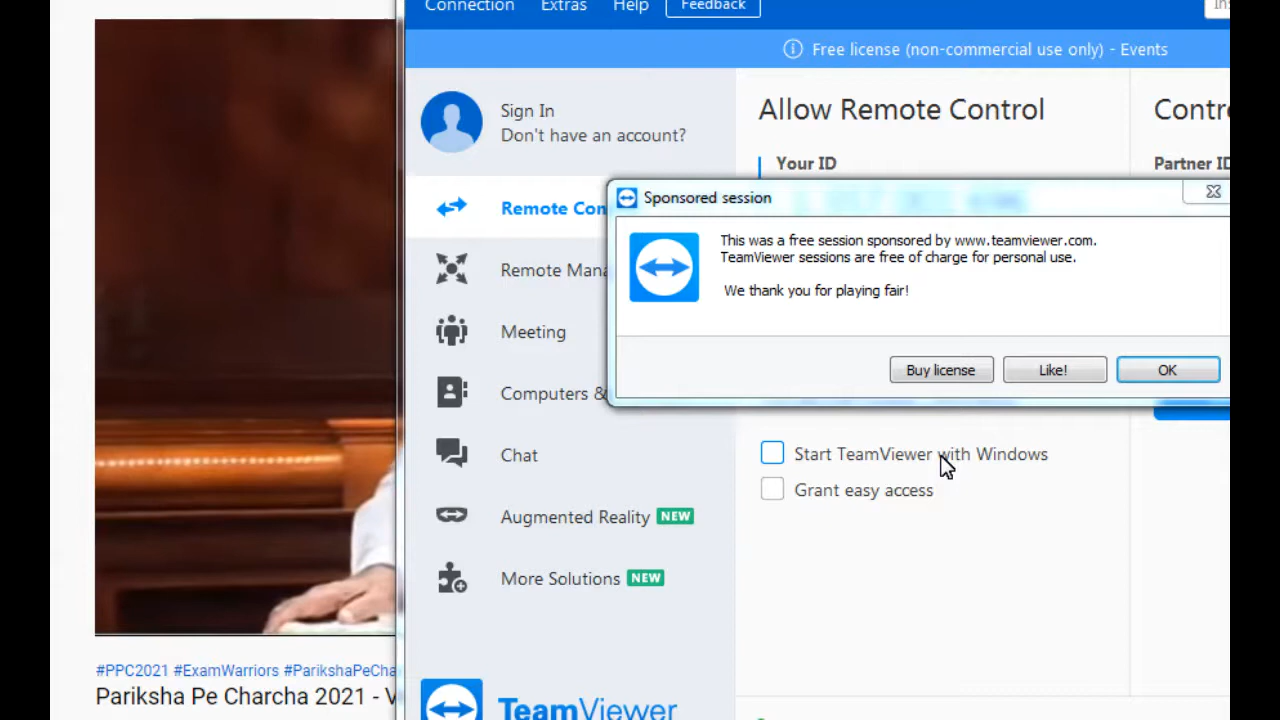 Connection Extras Help Feedback
Free license (non-commercial use only) - Events
Sign In
Don't have an account?
Allow Remote Control
Your ID
Remote Con
Sponsored session
This was a free session sponsored by www.teamviewer.com.
TeamViewer sessions are free of charge for personal use.
We thank you for playing fair!
Buy license Like! OK
Remote Mana
Meeting
Computers &
Chat
Augmented Reality NEW
More Solutions NEW
Start TeamViewer with Windows
Grant easy access
TeamViewer
#PPC2021 #ExamWarriors #ParikshaPeCha
Pariksha Pe Charcha 2021 -